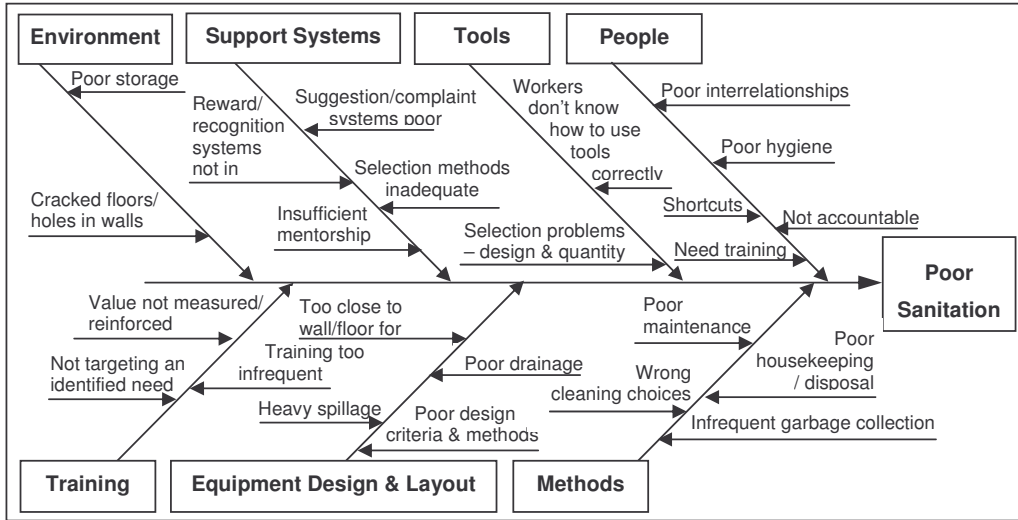 Environment
Support Systems
Tools
People
Poor storage
Reward/
recognition
systems
not in
Suggestion/complaint
systems poor
Workers
don't know
how to use
tools
correctly
Poor interrelationships
Poor hygiene
Selection methods
inadequate
Cracked floors/
holes in walls
Insufficient
mentorship
Selection problems
– design & quantity
Shortcuts
Not accountable
Need training
Poor
Sanitation
Value not measured/
reinforced
Too close to
wall/floor for
Poor
maintenance
Poor
housekeeping
/ disposal
Not targeting an
identified need
Training too
infrequent
Poor drainage
Wrong
cleaning choices
Heavy spillage
Poor design
criteria & methods
Infrequent garbage collection
Training
Equipment Design & Layout
Methods